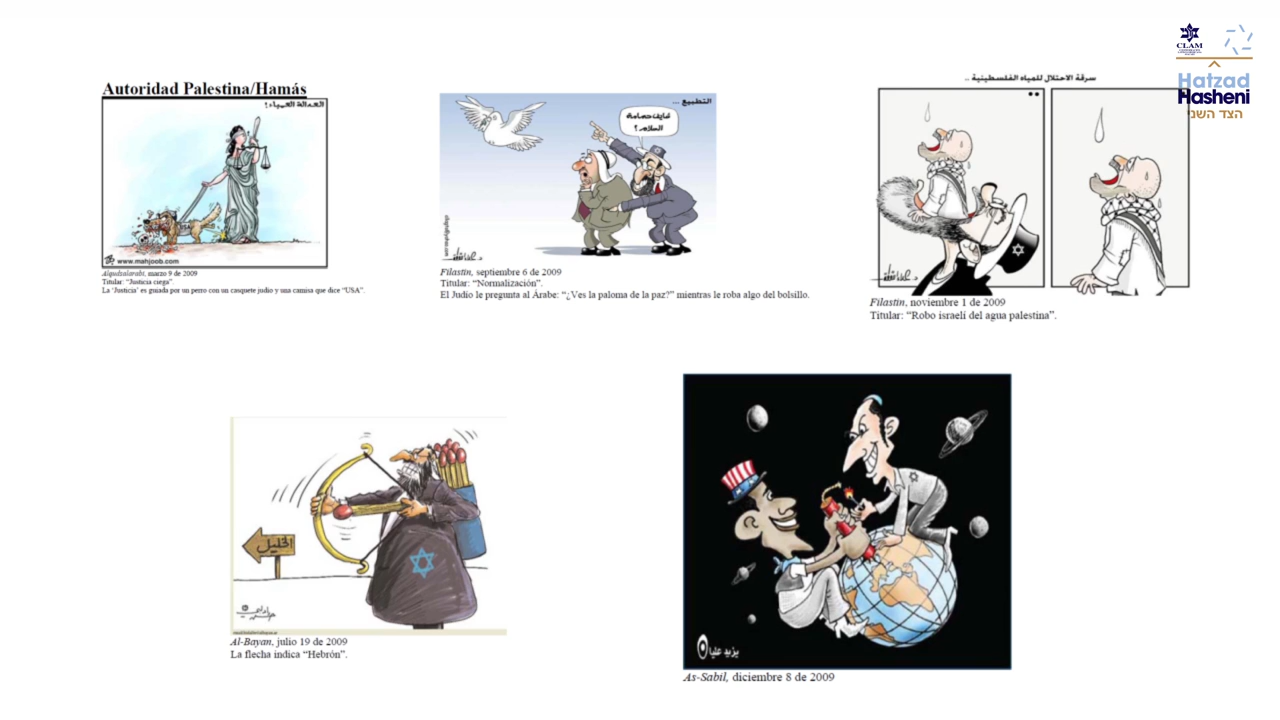 CLAM
Hatzad
Hasheni
הצד השני
Autoridad Palestina/Hamás
العدالة العمياء!
www.mahjoob.com
Alqudsalarabi, marzo 9 de 2009
Titular: “Justicia ciega”.
La ‘Justicia’ es guiada por un perro con un casquete judío y una camisa que dice “USA”.
التطبيع ...
شايف حمامة
السلام؟
Filastin, septiembre 6 de 2009
Titular: “Normalización”.
El Judío le pregunta al Árabe: “¿Ves la paloma de la paz?” mientras le roba algo del bolsillo.
سرقة الاحتلال للمياه الفلسطينية ..
Filastin, noviembre 1 de 2009
Titular: “Robo israelí del agua palestina”.
الخليل
Al-Bayan, julio 19 de 2009
La flecha indica “Hebrón”.
As-Sabil, diciembre 8 de 2009